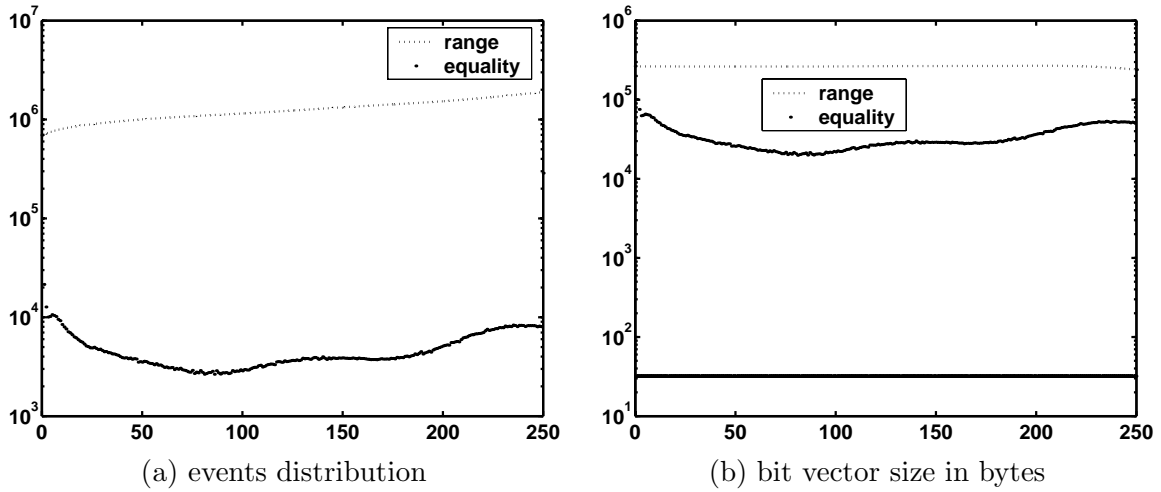 10^7
10^6
10^5
10^4
10^3
0 50 100 150 200 250
range
equality
(a) events distribution
10^6
10^5
10^4
10^3
10^2
10^1
0 50 100 150 200 250
range
equality
(b) bit vector size in bytes